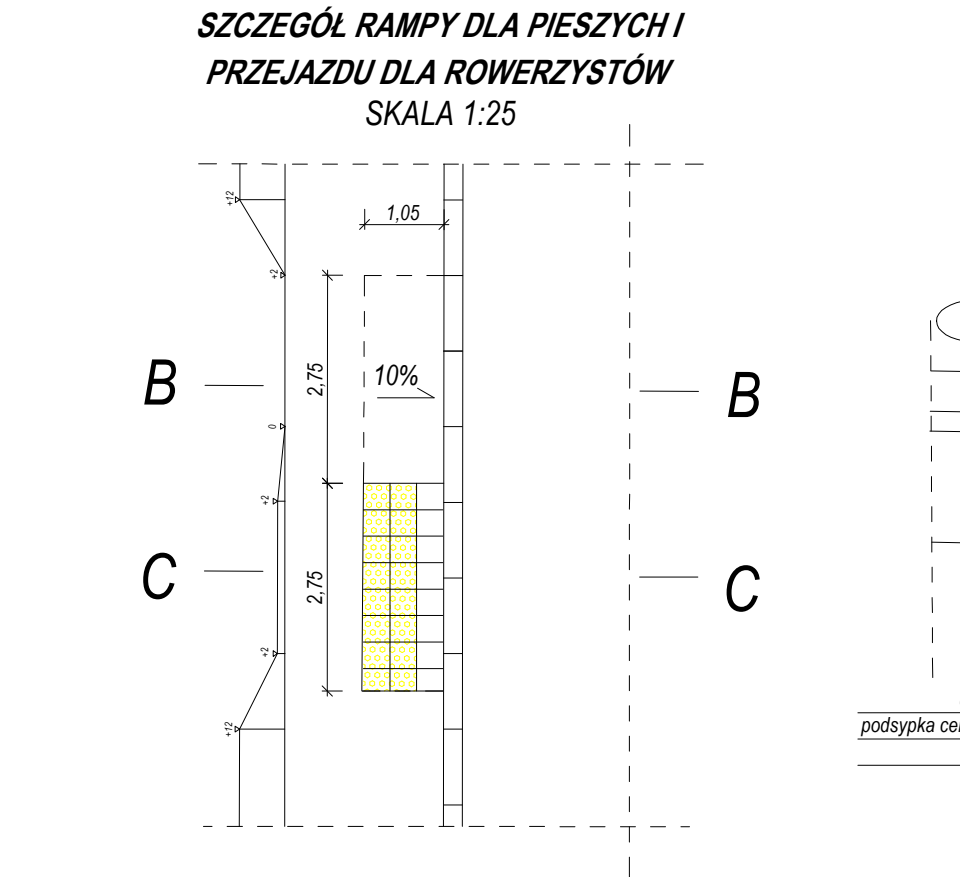 SZCZEGÓŁ RAMPY DLA PIESZYCH I
PRZEJAZDU DLA ROWERZYSTÓW
SKALA 1:25
+12
1,05
+2
2,75
10%
B
B
0
+2
2,75
C
C
+2
+12
podsypka